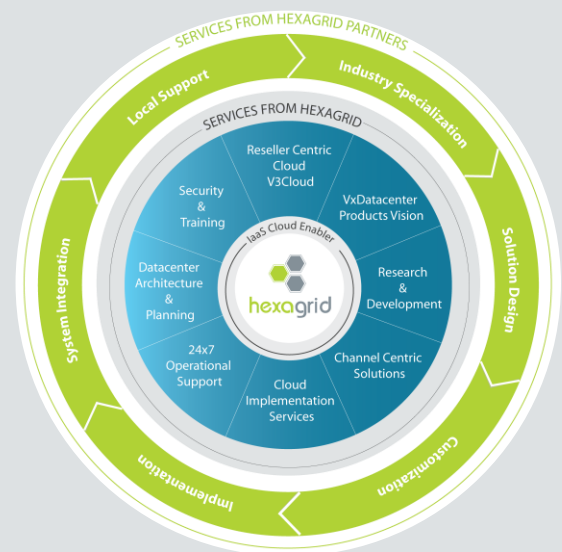 SERVICES FROM HEXAGRID PARTNERS
Local Support
Industry Specialization
Solution Design
Customization
Implementation
System Integration
SERVICES FROM HEXAGRID
Reseller Centric
Cloud
V3Cloud
VxDatacenter
Products Vision
Research
&
Development
Channel Centric
Solutions
Cloud
Implementation
Services
24x7
Operational
Support
Datacenter
Architecture
&
Planning
Security
&
Training
IaaS Cloud Enabler
hexagrid